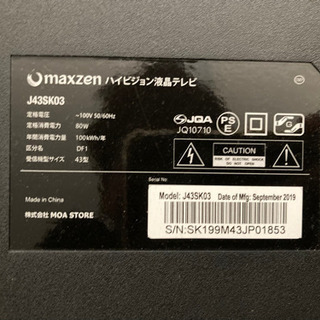 maxzen ハイビジョン液晶テレビ
J43SK03
定格電圧 ~100V 50/60Hz
定格消費電力 80W
年間消費電力量 100kWh/年
区分名 DF1
受信機型サイズ 43型
JQA
JQ10710
PS
E
G
CAUTION
RISK OF ELECTRIC SHOCK
DO NOT OPEN
Made in China
株式会社 MOA STORE
Serial No
Model: J43SK03 Date of Mfg: September 2019
S/N:SK199M43JP01853